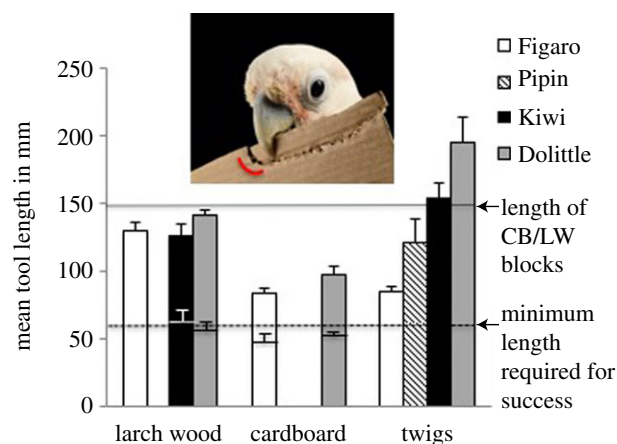 Figaro
Pipin
Kiwi
Dolittle
mean tool length in mm
250
200
150
100
50
0
length of
CB/LW
blocks
minimum
length
required for
success
larch wood
cardboard
twigs